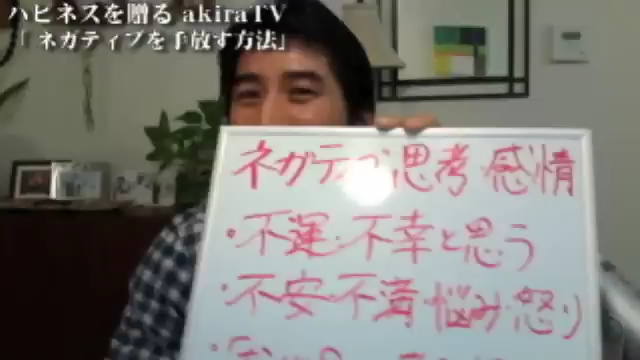 ハピネスを贈る akiraTV
「ネガティブを手放す方法」
ネガティブ思考・感情
・不運・不幸と思う
・不安・不満・悩み・怒り